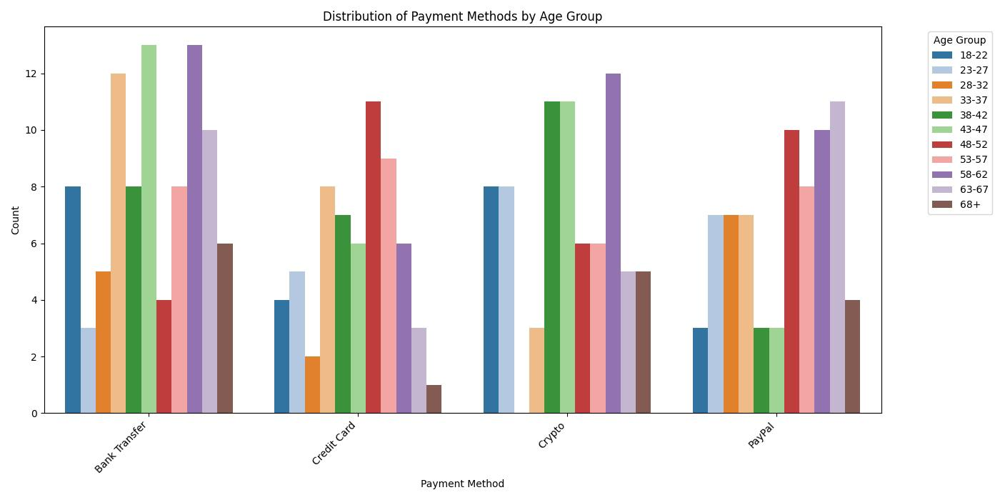 Distribution of Payment Methods by Age Group
Age Group
18-22
23-27
28-32
33-37
38-42
43-47
48-52
53-57
58-62
63-67
68+
Count
12
10
8
6
4
2
0
Bank Transfer
Credit Card
Crypto
PayPal
Payment Method